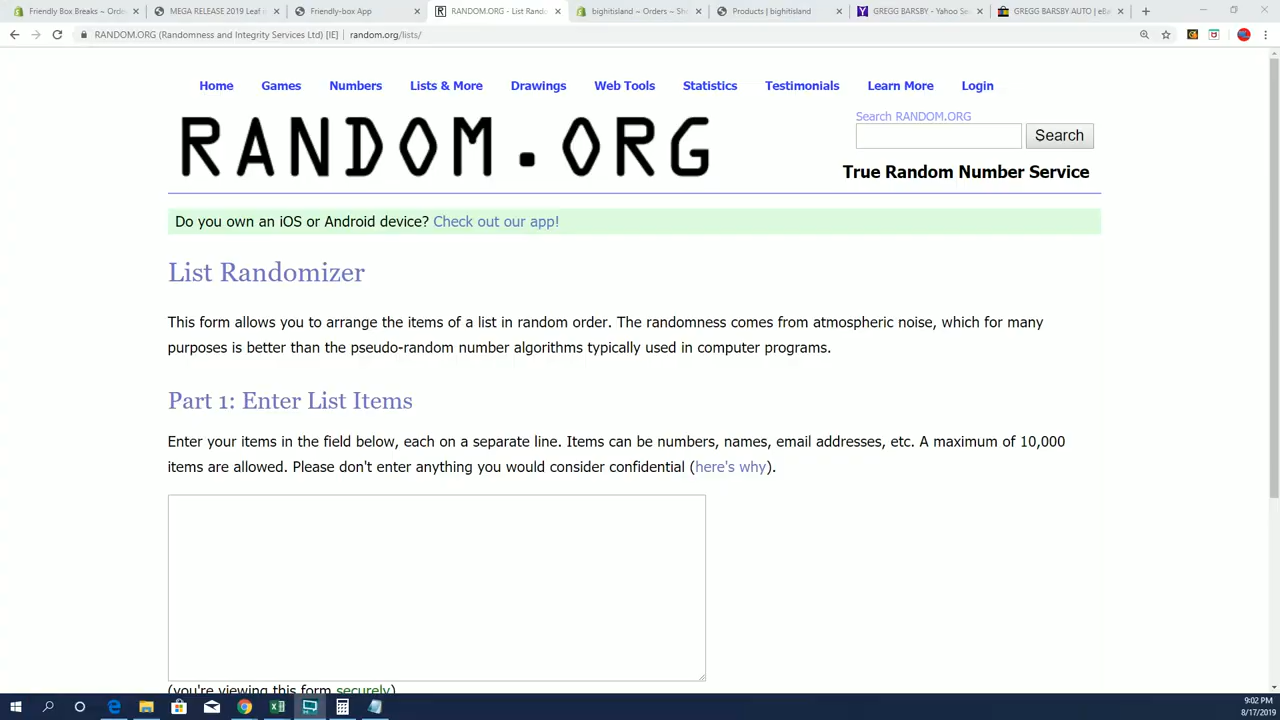 Friendly Box Breaks ~ Orde
MEGA RELEASE 2019 Leaf
Friendly-box App
RANDOM.ORG - List Rando
bighitisland ~ Orders ~ Sh
Products | bighitisland
GREGG BARSBY - Yahoo Se
GREGG BARSBY AUTO | eBa
RANDOM.ORG (Randomness and Integrity Services Ltd) [IE] | random.org/lists/
Home Games Numbers Lists & More Drawings Web Tools Statistics Testimonials Learn More Login
Search RANDOM.ORG
RANDOM.ORG
Search
True Random Number Service
Do you own an iOS or Android device? Check out our app!
List Randomizer
This form allows you to arrange the items of a list in random order. The randomness comes from atmospheric noise, which for many
purposes is better than the pseudo-random number algorithms typically used in computer programs.
Part 1: Enter List Items
Enter your items in the field below, each on a separate line. Items can be numbers, names, email addresses, etc. A maximum of 10,000
items are allowed. Please don't enter anything you would consider confidential (here's why).
(you're viewing this form securely)
9:02 PM
8/17/2019